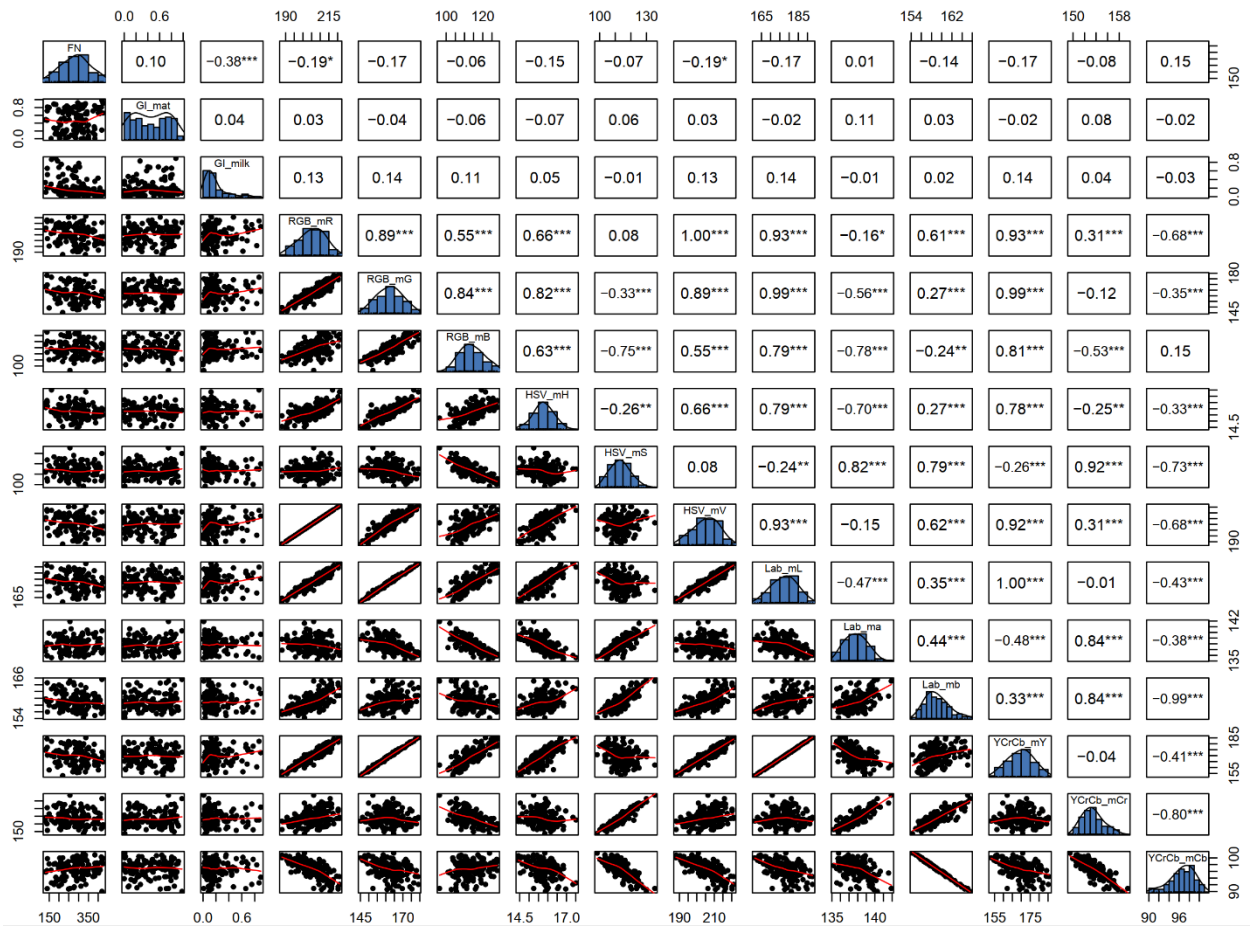 0.0 0.6 190 215 100 120 100 130 165 185 154 162 150 158
FN 0.10 −0.38*** −0.19* −0.17 −0.06 −0.15 −0.07 −0.19* −0.17 0.01 −0.14 −0.17 −0.08 0.15 150
0.0 0.8 GI_mat 0.04 0.03 −0.04 −0.06 −0.07 0.06 0.03 −0.02 0.11 0.03 −0.02 0.08 −0.02
GI_milk 0.13 0.14 0.11 0.05 −0.01 0.13 0.14 −0.01 0.02 0.14 0.04 −0.03 0.0 0.8
190 RGB_mR 0.89*** 0.55*** 0.66*** 0.08 1.00*** 0.93*** −0.16* 0.61*** 0.93*** 0.31*** −0.68***
RGB_mG 0.84*** 0.82*** −0.33*** 0.89*** 0.99*** −0.56*** 0.27*** 0.99*** −0.12 −0.35*** 145 180
100 RGB_mB 0.63*** −0.75*** 0.55*** 0.79*** −0.78*** −0.24** 0.81*** −0.53*** 0.15
HSV_mH −0.26** 0.66*** 0.79*** −0.70*** 0.27*** 0.78*** −0.25** −0.33*** 14.5
100 HSV_mS 0.08 −0.24** 0.82*** 0.79*** −0.26*** 0.92*** −0.73***
HSV_mV 0.93*** −0.15 0.62*** 0.92*** 0.31*** −0.68*** 190
165 Lab_mL −0.47*** 0.35*** 1.00*** −0.01 −0.43***
Lab_ma 0.44*** −0.48*** 0.84*** −0.38*** 135 142
154 166 Lab_mb 0.33*** 0.84*** −0.99***
YCrCb_mY −0.04 −0.41*** 155 185
150 YCrCb_mCr −0.80***
YCrCb_mCb 90 100
150 350 0.0 0.6 145 170 14.5 17.0 190 210 135 140 155 175 90 96